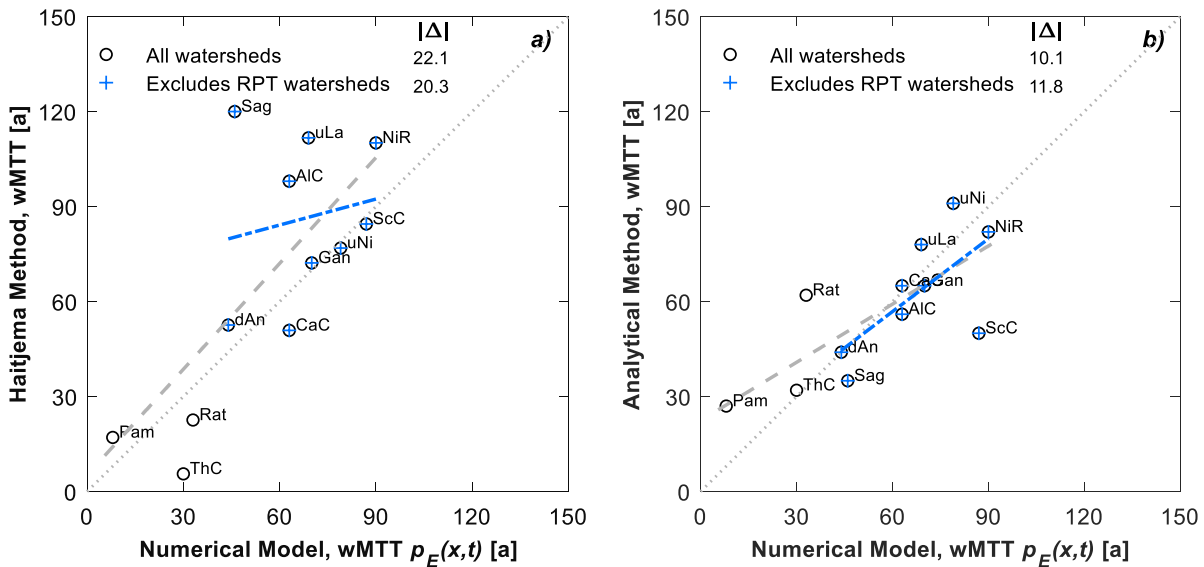 150
120
90
60
30
0
0 30 60 90 120 150
Haitjema Method, wMTT [a]
Numerical Model, wMTT p_E(x,t) [a]
|Δ|
a)
All watersheds 22.1
Excludes RPT watersheds 20.3
Sag
uLa
NiR
AlC
ScC
uNi
Gan
dAn
CaC
Rat
Pam
ThC
150
120
90
60
30
0
0 30 60 90 120 150
Analytical Method, wMTT [a]
Numerical Model, wMTT p_E(x,t) [a]
|Δ|
b)
All watersheds 10.1
Excludes RPT watersheds 11.8
uNi
NiR
uLa
Gan
Rat
AlC
ScC
dAn
Sag
ThC
Pam